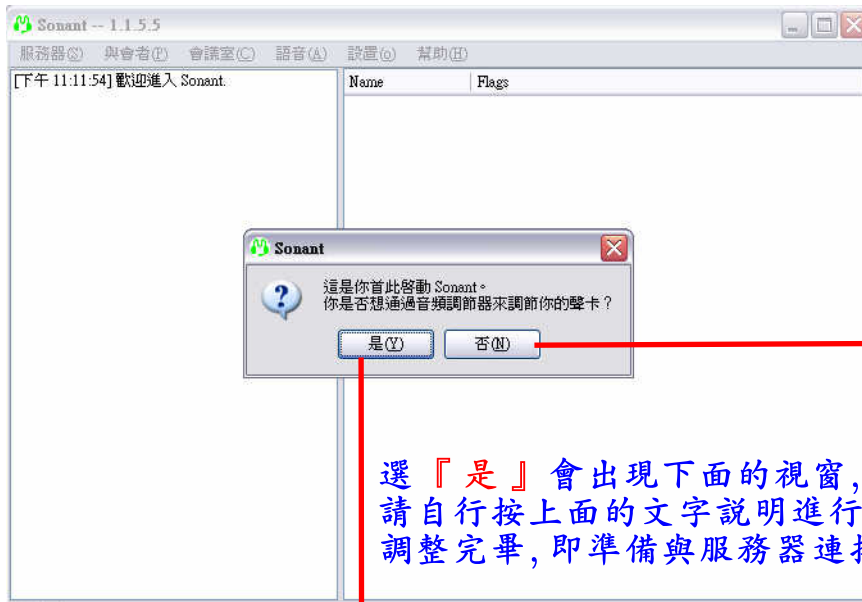 Sonant -- 1.1.5.5
服務器(S) 與會者(P) 會議室(C) 語音(A) 設置(o) 幫助(H)
[下午 11:11:54] 歡迎進入 Sonant.
Name Flags
Sonant
這是你首此啓動 Sonant。
你是否想通過音頻調節器來調節你的聲卡？
是(Y) 否(N)
選『是』會出現下面的視窗,
請自行按上面的文字説明進行
調整完畢,即準備與服務器連